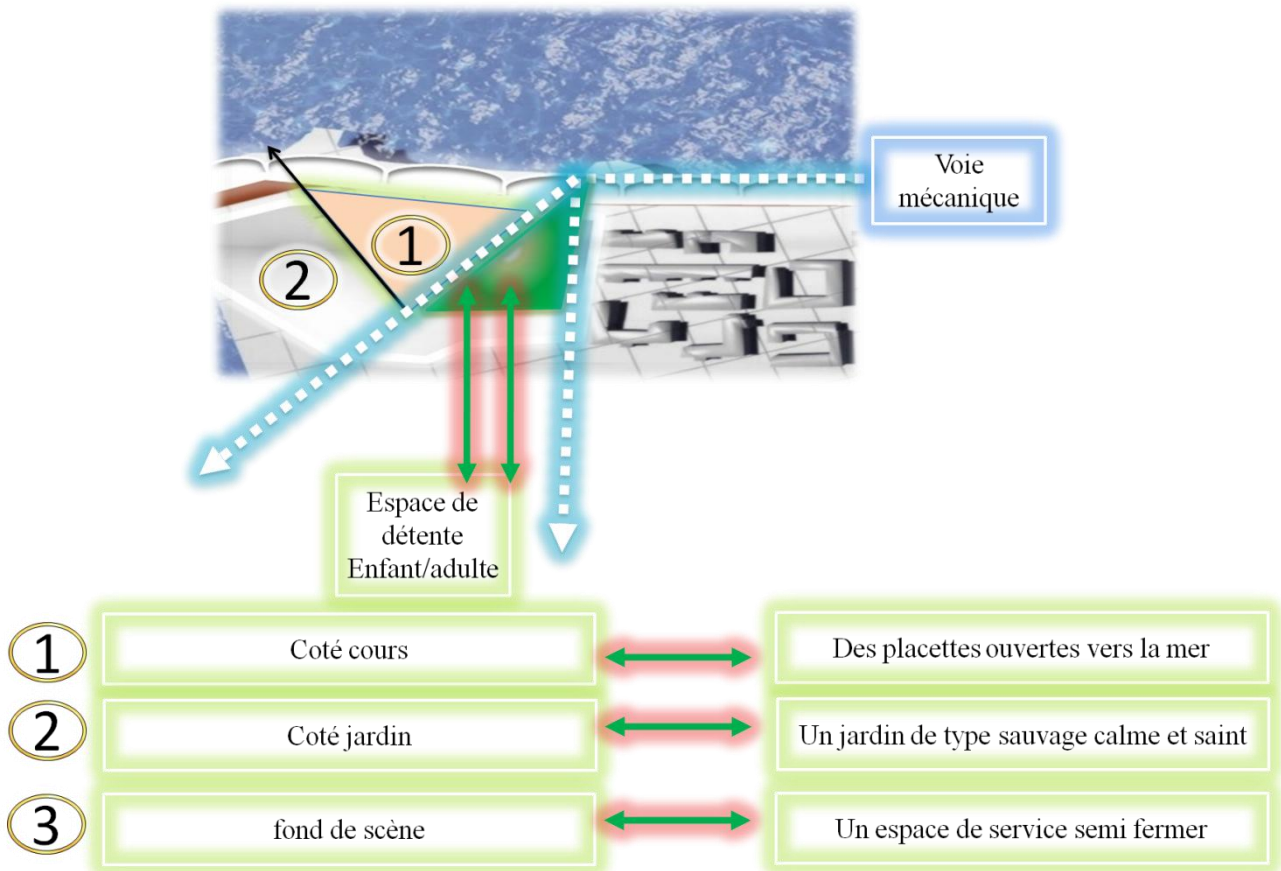 Voie
mécanique
1
2
Espace de
détente
Enfant/adulte
1 Coté cours Des placettes ouvertes vers la mer
2 Coté jardin Un jardin de type sauvage calme et saint
3 fond de scène Un espace de service semi fermer